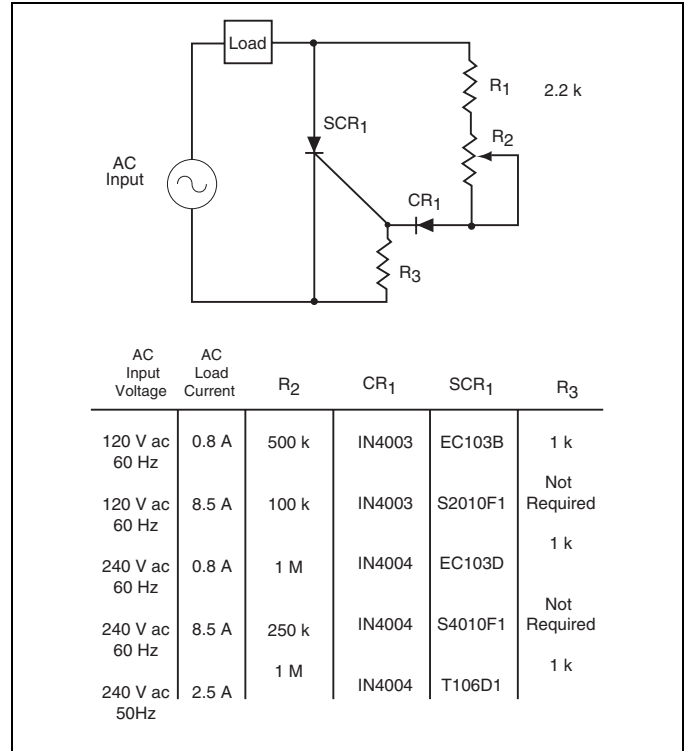 Load
R1
2.2 k
SCR1
R2
AC
Input
CR1
R3
AC
Input
Voltage
AC
Load
Current
R2
CR1
SCR1
R3
120 V ac
60 Hz
0.8 A
500 k
IN4003
EC103B
1 k
120 V ac
60 Hz
8.5 A
100 k
IN4003
S2010F1
Not
Required
240 V ac
60 Hz
0.8 A
1 M
IN4004
EC103D
1 k
240 V ac
60 Hz
8.5 A
250 k
IN4004
S4010F1
Not
Required
240 V ac
50Hz
2.5 A
1 M
IN4004
T106D1
1 k